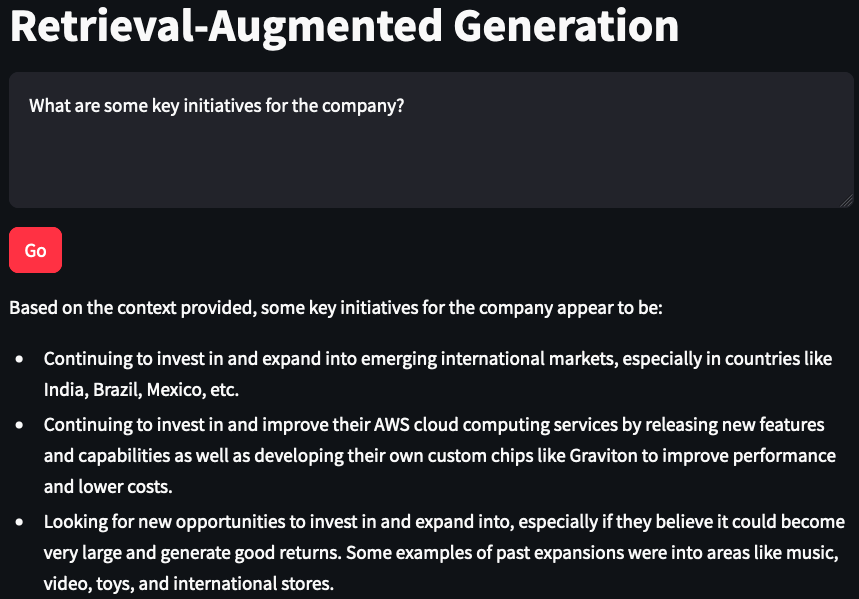 Retrieval-Augmented Generation
What are some key initiatives for the company?
Go
Based on the context provided, some key initiatives for the company appear to be:
• Continuing to invest in and expand into emerging international markets, especially in countries like
India, Brazil, Mexico, etc.
• Continuing to invest in and improve their AWS cloud computing services by releasing new features
and capabilities as well as developing their own custom chips like Graviton to improve performance
and lower costs.
• Looking for new opportunities to invest in and expand into, especially if they believe it could become
very large and generate good returns. Some examples of past expansions were into areas like music,
video, toys, and international stores.